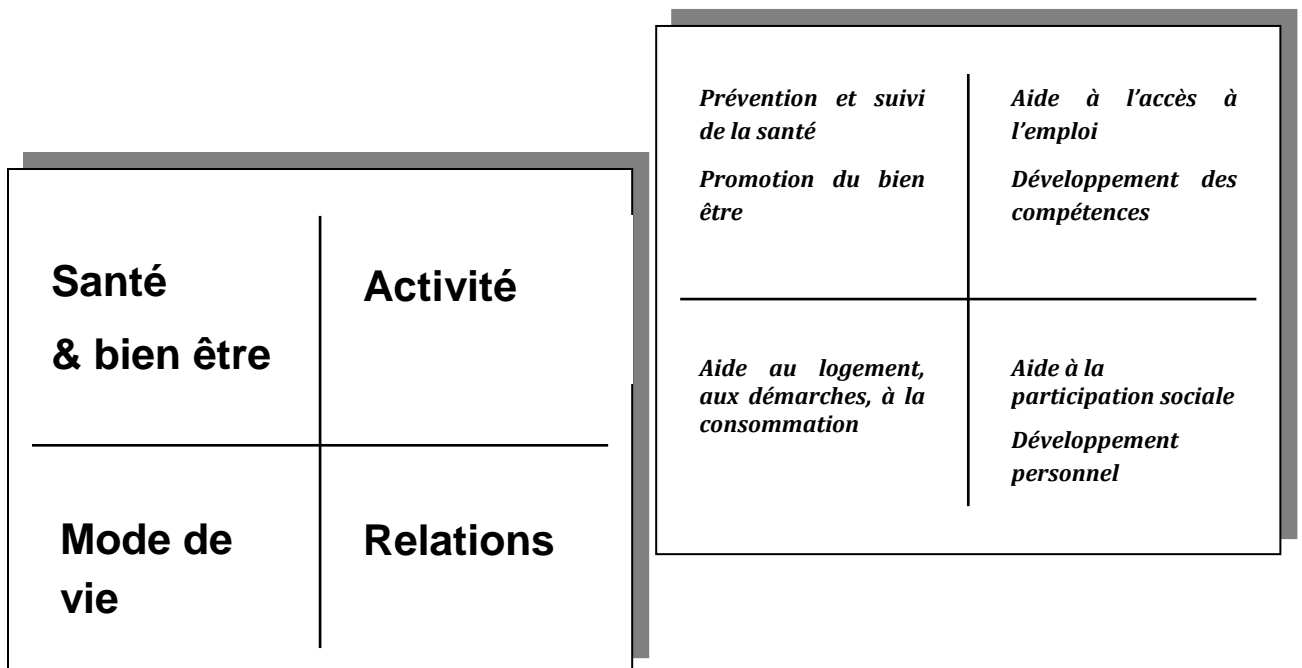 Santé
& bien être
Activité
Mode de
vie
Relations
Prévention et suivi
de la santé
Promotion du bien
être
Aide à l’accès à
l’emploi
Développement des
compétences
Aide au logement,
aux démarches, à la
consommation
Aide à la
participation sociale
Développement
personnel